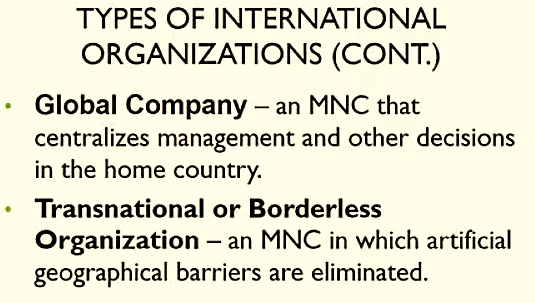 TYPES OF INTERNATIONAL
ORGANIZATIONS (CONT.)
• Global Company – an MNC that
centralizes management and other decisions
in the home country.
• Transnational or Borderless
Organization – an MNC in which artificial
geographical barriers are eliminated.